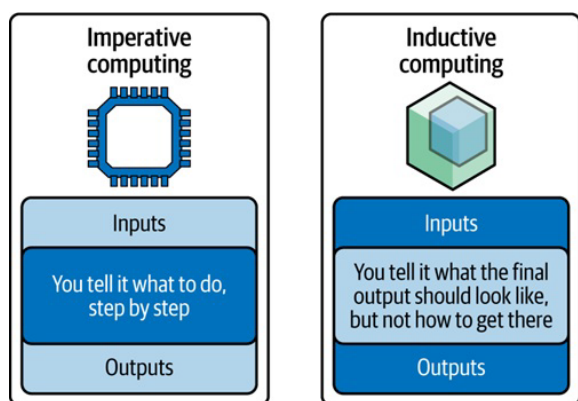 Imperative
computing
Inputs
You tell it what to do,
step by step
Outputs
Inductive
computing
Inputs
You tell it what the final
output should look like,
but not how to get there
Outputs